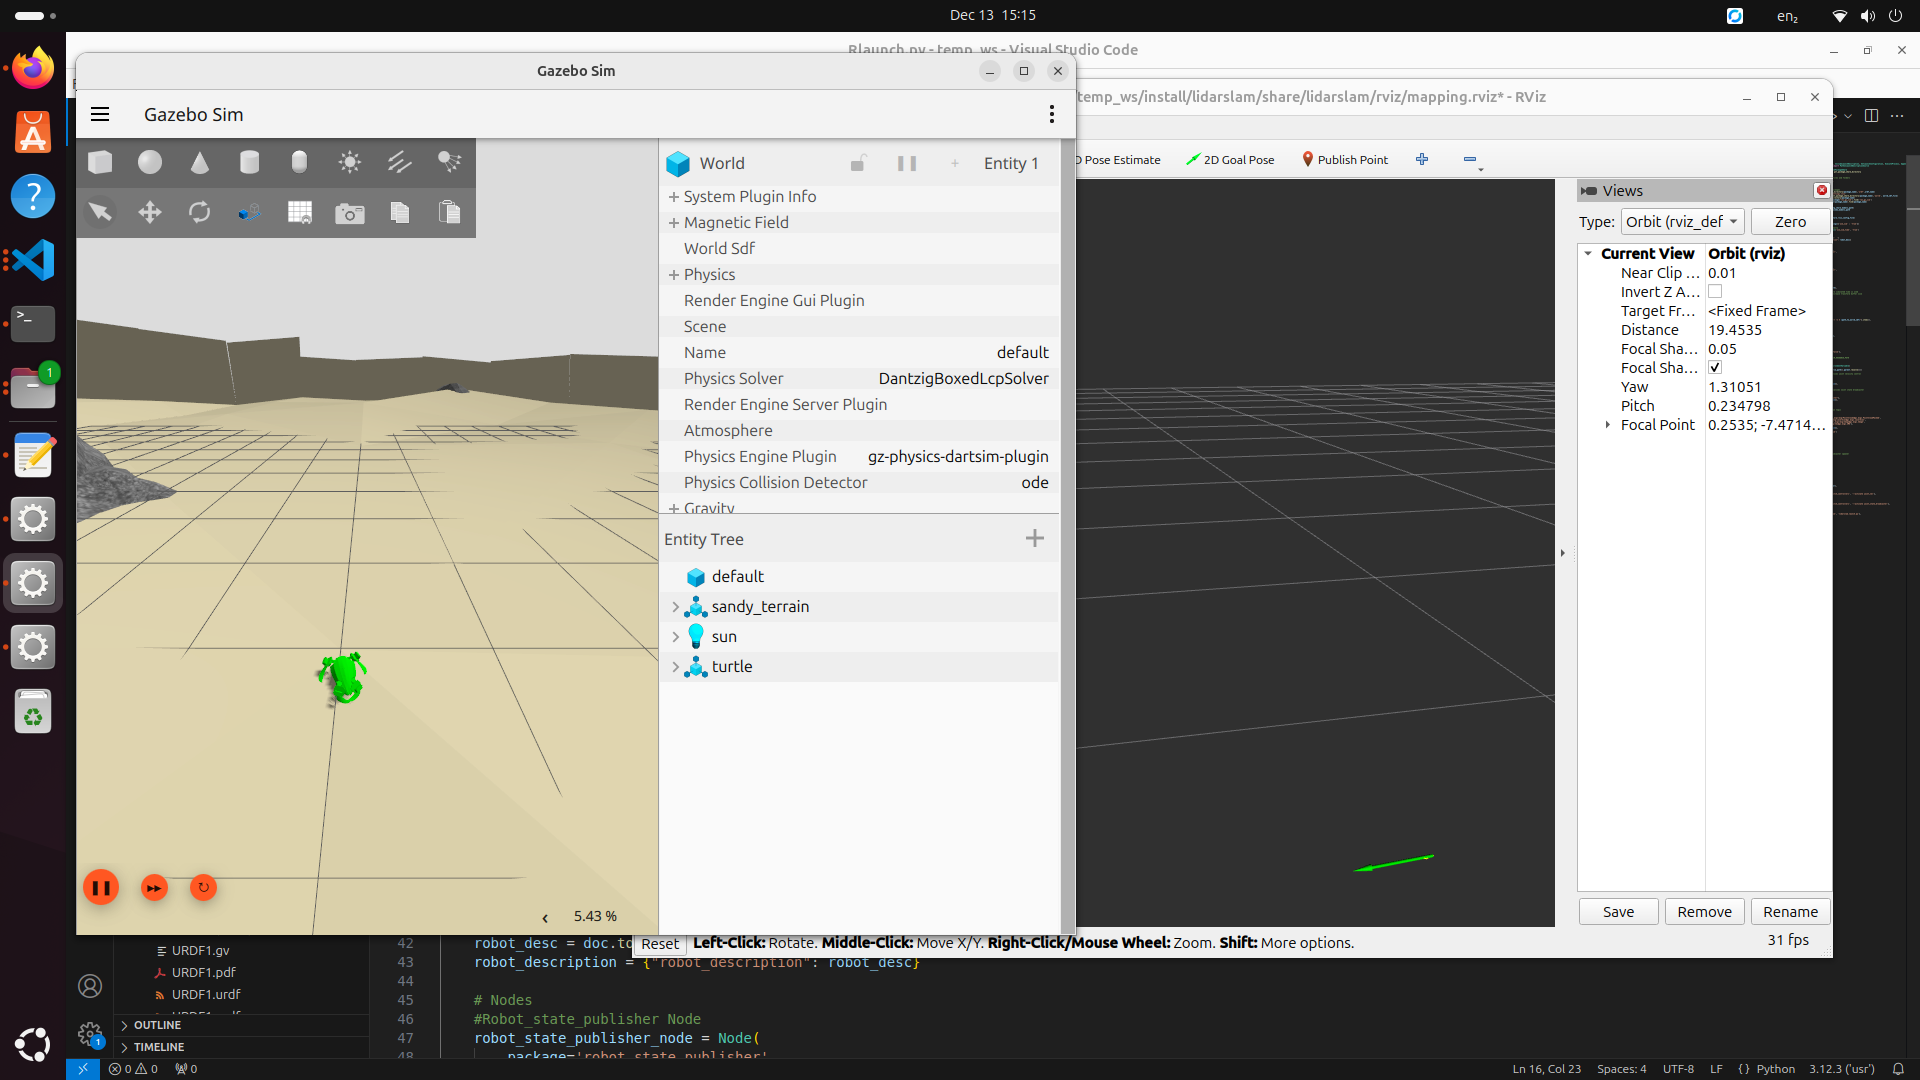 Dec 13 15:15
en₂
Rlaunch.py - temp_ws - Visual Studio Code
Gazebo Sim
temp_ws/install/lidarslam/share/lidarslam/rviz/mapping.rviz* - RViz
Gazebo Sim
D Pose Estimate
2D Goal Pose
Publish Point
World
Entity 1
System Plugin Info
Magnetic Field
World Sdf
Physics
Render Engine Gui Plugin
Scene
Name default
Physics Solver DantzigBoxedLcpSolver
Render Engine Server Plugin
Atmosphere
Physics Engine Plugin gz-physics-dartsim-plugin
Physics Collision Detector ode
Gravity
Entity Tree
default
sandy_terrain
sun
turtle
5.43 %
Views
Type: Orbit (rviz_def Zero
Current View Orbit (rviz)
Near Clip ... 0.01
Invert Z A...
Target Fr... <Fixed Frame>
Distance 19.4535
Focal Sha... 0.05
Focal Sha...
Yaw 1.31051
Pitch 0.234798
Focal Point 0.2535; -7.4714...
Save Remove Rename
Reset
Left-Click: Rotate. Middle-Click: Move X/Y. Right-Click/Mouse Wheel: Zoom. Shift: More options.
31 fps
1
URDF1.gv
URDF1.pdf
URDF1.urdf
OUTLINE
TIMELINE
1
42 robot_desc = doc.to
43 robot_description = {"robot_description": robot_desc}
44
45 # Nodes
46 #Robot_state_publisher Node
47 robot_state_publisher_node = Node(
48 package='robot_state_publisher'
0 0 0
Ln 16, Col 23 Spaces: 4 UTF-8 LF { } Python 3.12.3 ('usr')